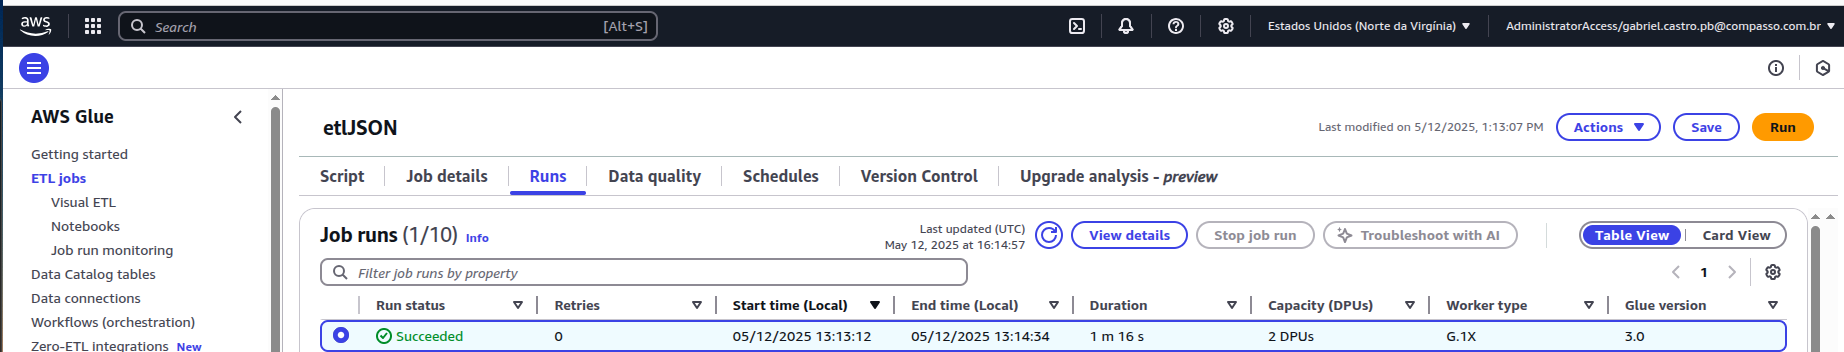 aws Search [Alt+S] Estados Unidos (Norte da Virgínia) AdministratorAccess/gabriel.castro.pb@compasso.com.br
AWS Glue
Getting started
ETL jobs
Visual ETL
Notebooks
Job run monitoring
Data Catalog tables
Data connections
Workflows (orchestration)
Zero-ETL integrations New
etlJSON
Last modified on 5/12/2025, 1:13:07 PM Actions Save Run
Script Job details Runs Data quality Schedules Version Control Upgrade analysis - preview
Job runs (1/10) Info
Last updated (UTC)
May 12, 2025 at 16:14:57
View details Stop job run Troubleshoot with AI Table View Card View
Filter job runs by property 1
Run status Retries Start time (Local) End time (Local) Duration Capacity (DPUs) Worker type Glue version
Succeeded 0 05/12/2025 13:13:12 05/12/2025 13:14:34 1 m 16 s 2 DPUs G.1X 3.0